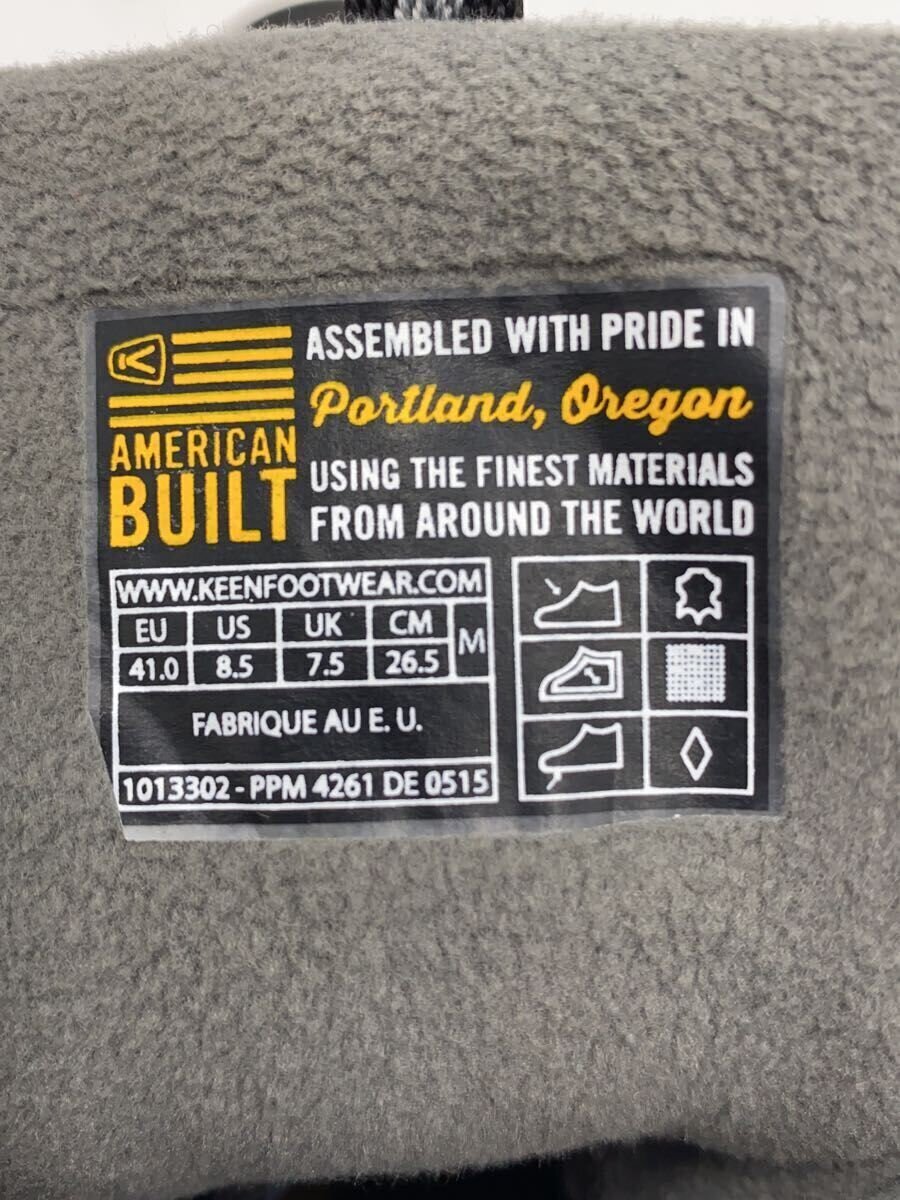 ASSEMBLED WITH PRIDE IN
Portland, Oregon
AMERICAN
BUILT
USING THE FINEST MATERIALS
FROM AROUND THE WORLD
WWW.KEENFOOTWEAR.COM
EU US UK CM M
41.0 8.5 7.5 26.5
FABRIQUE AU E. U.
1013302 - PPM 4261 DE 0515